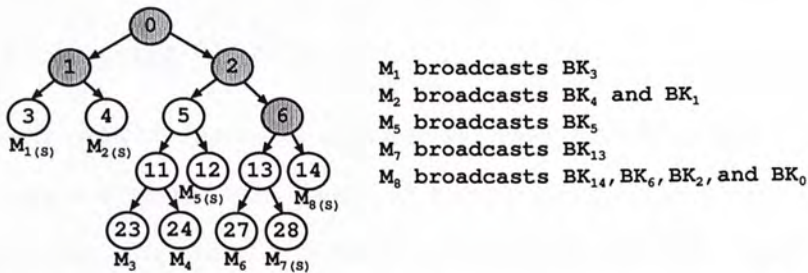 0
1 2
3 4 5 6
M₁(S) M₂(S)
11 12 13 14
M₅(S) M₈(S)
23 24 27 28
M₃ M₄ M₆ M₇(S)
M₁ broadcasts BK₃
M₂ broadcasts BK₄ and BK₁
M₅ broadcasts BK₅
M₇ broadcasts BK₁₃
M₈ broadcasts BK₁₄,BK₆,BK₂,and BK₀